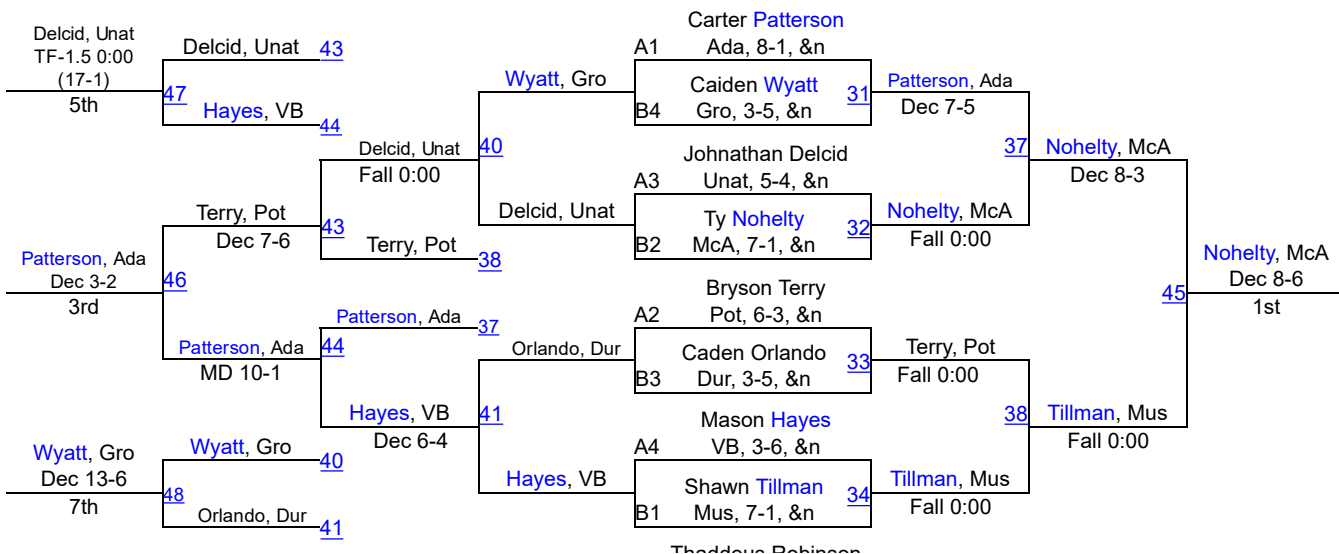 Carter Patterson
Delcid, Unat
TF-1.5 0:00
(17-1)
5th
Delcid, Unat 43
47
Hayes, VB 44
A1 Ada, 8-1, &n
Wyatt, Gro
Caiden Wyatt
B4 Gro, 3-5, &n
31
Patterson, Ada
Dec 7-5
Delcid, Unat
Fall 0:00
40
Johnathan Delcid
A3 Unat, 5-4, &n
37
Nohelty, McA
Dec 8-3
Terry, Pot
Dec 7-6
43
Terry, Pot 38
Delcid, Unat
Ty Nohelty
B2 McA, 7-1, &n
32
Nohelty, McA
Fall 0:00
Patterson, Ada
Dec 3-2
3rd
46
Bryson Terry
A2 Pot, 6-3, &n
45
Nohelty, McA
Dec 8-6
1st
Patterson, Ada 37
Patterson, Ada
MD 10-1
44
Orlando, Dur
Caden Orlando
B3 Dur, 3-5, &n
33
Terry, Pot
Fall 0:00
Hayes, VB
Dec 6-4
41
Mason Hayes
A4 VB, 3-6, &n
38
Tillman, Mus
Fall 0:00
Wyatt, Gro
Dec 13-6
7th
Wyatt, Gro 40
48
Orlando, Dur 41
Hayes, VB
Shawn Tillman
B1 Mus, 7-1, &n
34
Tillman, Mus
Fall 0:00
Thaddeus Robinson